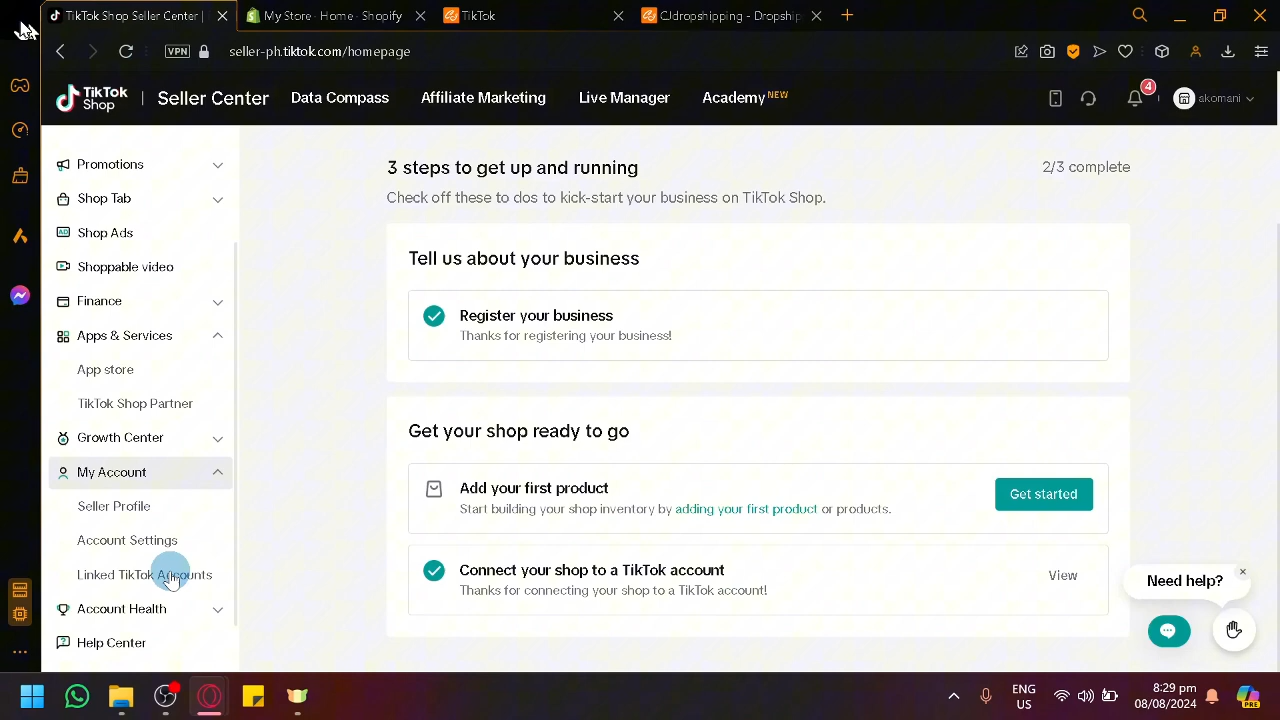 TikTok Shop Seller Center |
My Store - Home - Shopify
TikTok
CJdropshipping - Dropship
VPN
seller-ph.tiktok.com/homepage
TikTok Shop | Seller Center
Data Compass
Affiliate Marketing
Live Manager
Academy NEW
4
akomani
Promotions
Shop Tab
AD Shop Ads
Shoppable video
Finance
Apps & Services
App store
TikTok Shop Partner
Growth Center
My Account
Seller Profile
Account Settings
Linked TikTok Accounts
Account Health
Help Center
3 steps to get up and running
2/3 complete
Check off these to dos to kick-start your business on TikTok Shop.
Tell us about your business
Register your business
Thanks for registering your business!
Get your shop ready to go
Add your first product
Start building your shop inventory by adding your first product or products.
Get started
Connect your shop to a TikTok account
Thanks for connecting your shop to a TikTok account!
View
Need help?
ENG
US
8:29 pm
08/08/2024
PRE